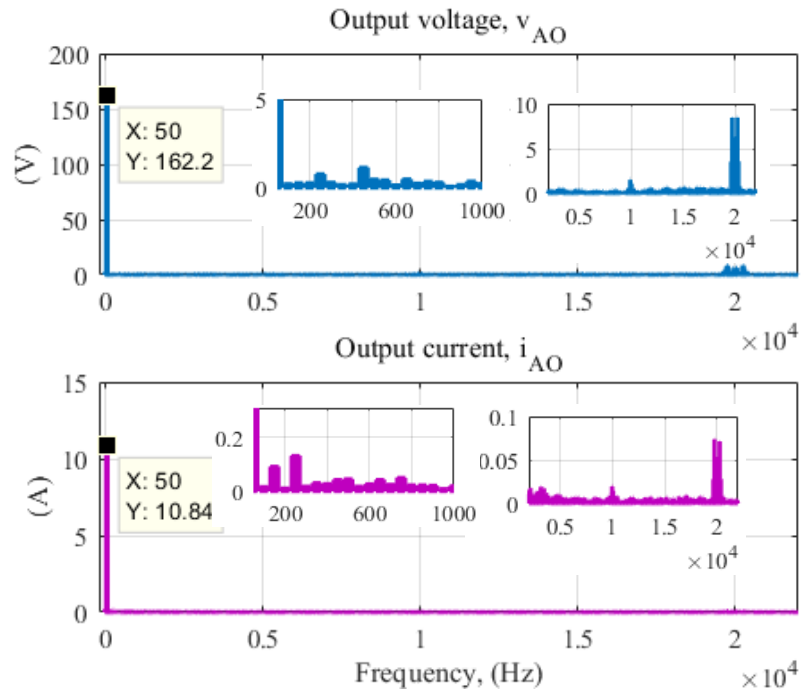 Output voltage, v_AO
200
150
100
50
0
(V)
X: 50
Y: 162.2
5
0
200 600 1000
10
5
0
0.5 1 1.5 2
×10^4
0 0.5 1 1.5 2
×10^4
Output current, i_AO
15
10
5
0
(A)
X: 50
Y: 10.84
0.2
0
200 600 1000
0.1
0.05
0
0.5 1 1.5 2
×10^4
0 0.5 1 1.5 2
Frequency, (Hz)
×10^4